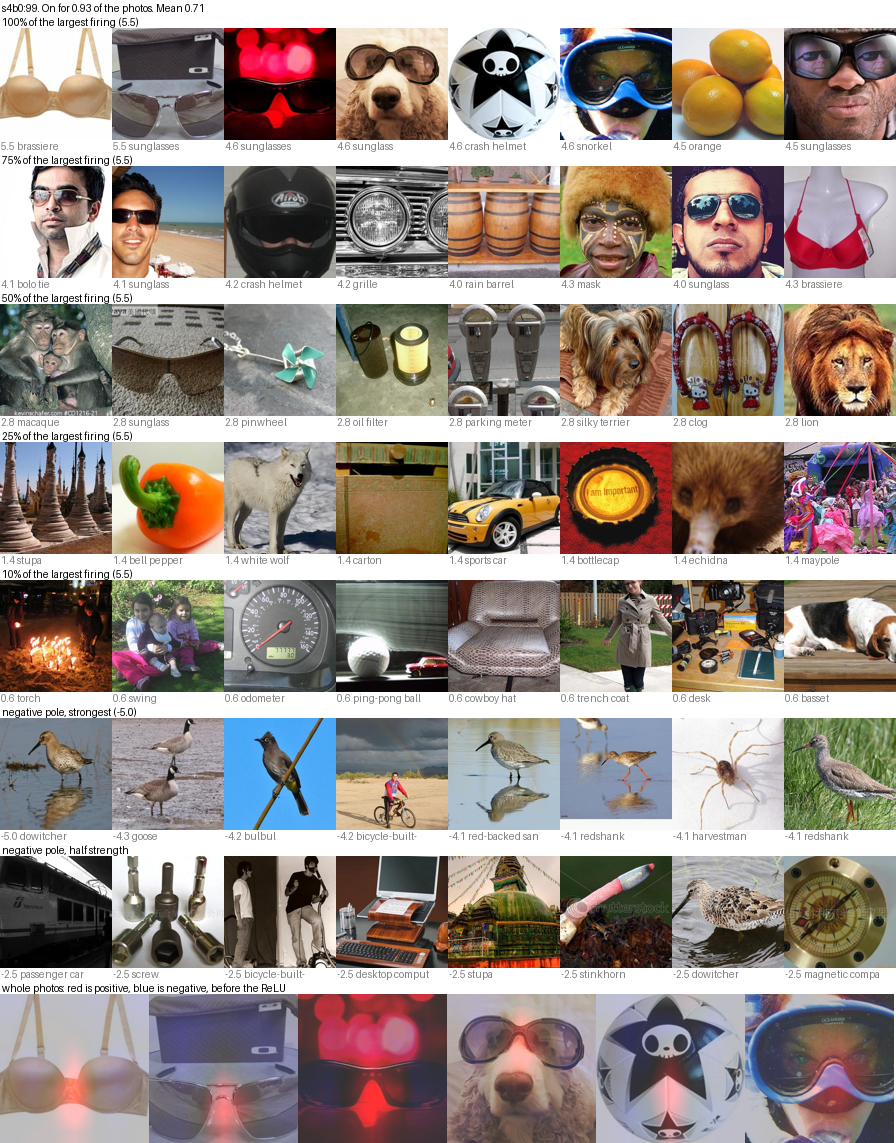 s4b0:99. On for 0.93 of the photos. Mean 0.71
100% of the largest firing (5.5)
5.5 brassiere
5.5 sunglasses
4.6 sunglasses
4.6 sunglass
4.6 crash helmet
4.6 snorkel
4.5 orange
4.5 sunglasses
75% of the largest firing (5.5)
4.1 bolo tie
4.1 sunglass
4.2 crash helmet
4.2 grille
4.0 rain barrel
4.3 mask
4.0 sunglass
4.3 brassiere
50% of the largest firing (5.5)
kevinschafer.com #CD1216-21
2.8 macaque
2.8 sunglass
2.8 pinwheel
2.8 oil filter
2.8 parking meter
2.8 silky terrier
2.8 clog
2.8 lion
25% of the largest firing (5.5)
I am Important
1.4 stupa
1.4 bell pepper
1.4 white wolf
1.4 carton
1.4 sports car
1.4 bottlecap
1.4 echidna
1.4 maypole
10% of the largest firing (5.5)
0.6 torch
0.6 swing
0.6 odometer
0.6 ping-pong ball
0.6 cowboy hat
0.6 trench coat
0.6 desk
0.6 basset
negative pole, strongest (-5.0)
-5.0 dowitcher
-4.3 goose
-4.2 bulbul
-4.2 bicycle-built-
-4.1 red-backed san
-4.1 redshank
-4.1 harvestman
-4.1 redshank
negative pole, half strength
shutterstock
-2.5 passenger car
-2.5 screw
-2.5 bicycle-built-
-2.5 desktop comput
-2.5 stupa
-2.5 stinkhorn
-2.5 dowitcher
-2.5 magnetic compa
whole photos: red is positive, blue is negative, before the ReLU